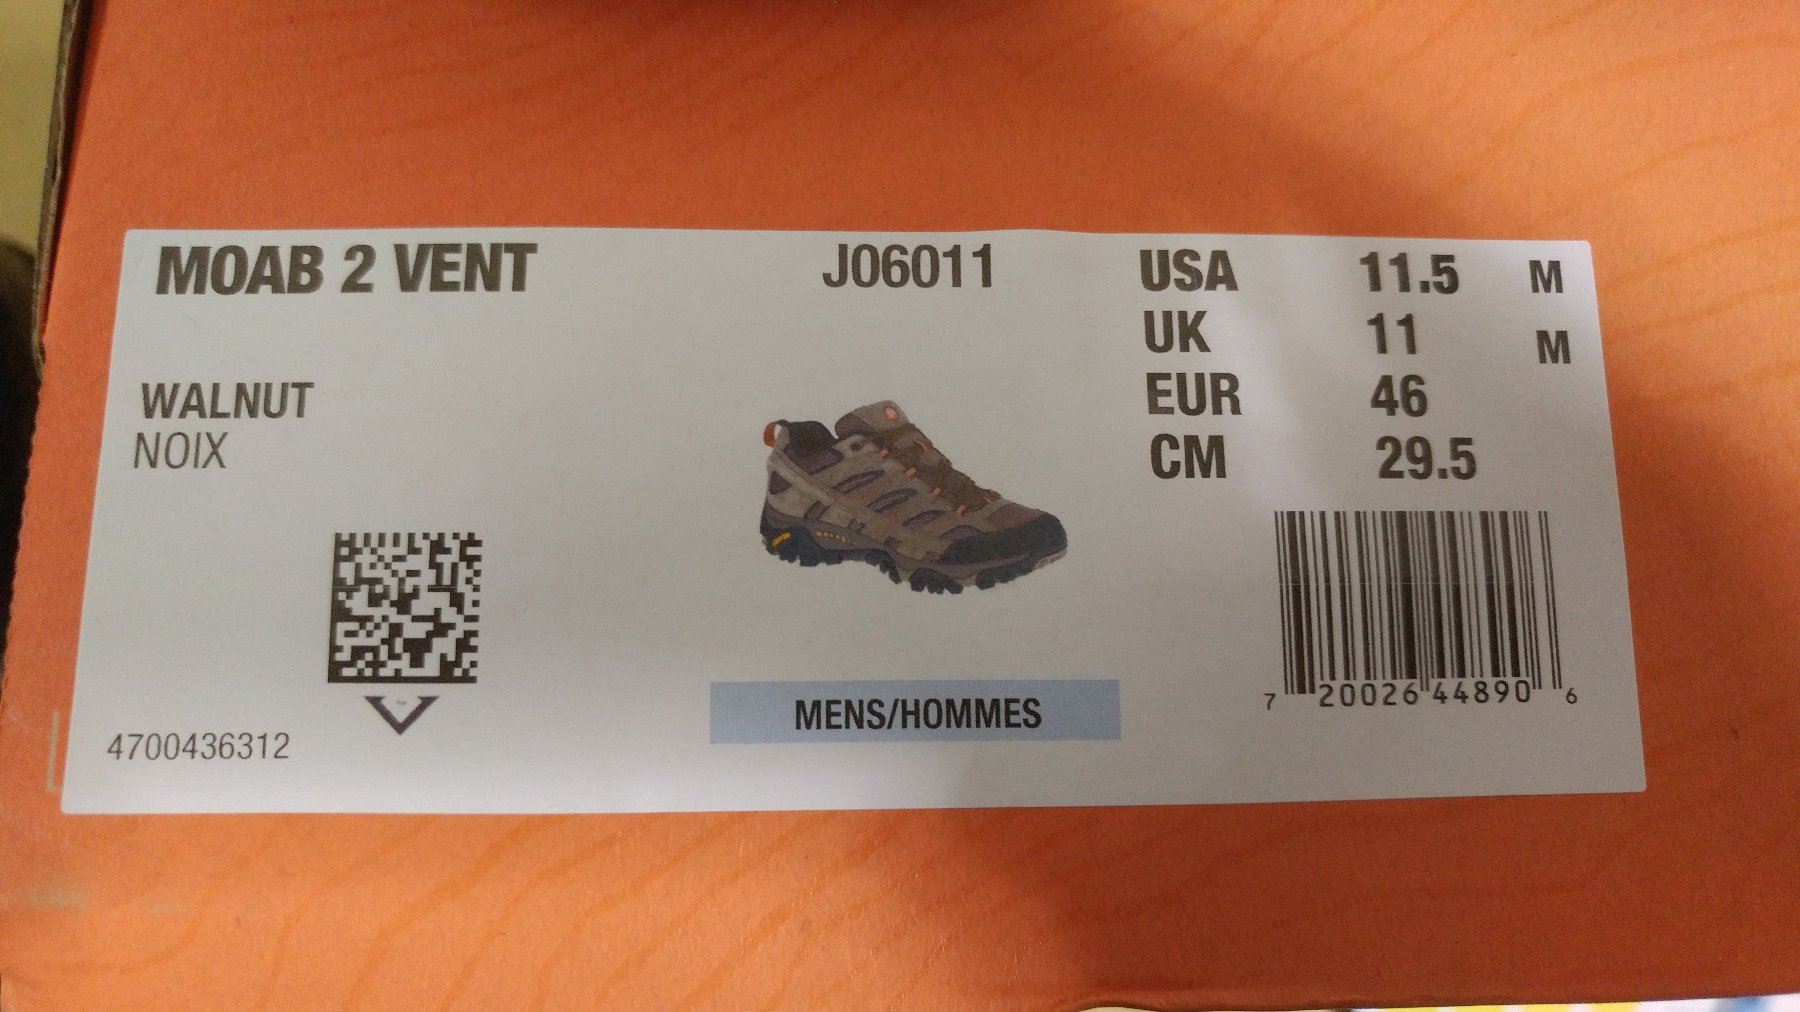 MOAB 2 VENT
J06011
USA 11.5 M
UK 11 M
EUR 46
CM 29.5
WALNUT
NOIX
MENS/HOMMES
7 20026 44890 6
4700436312